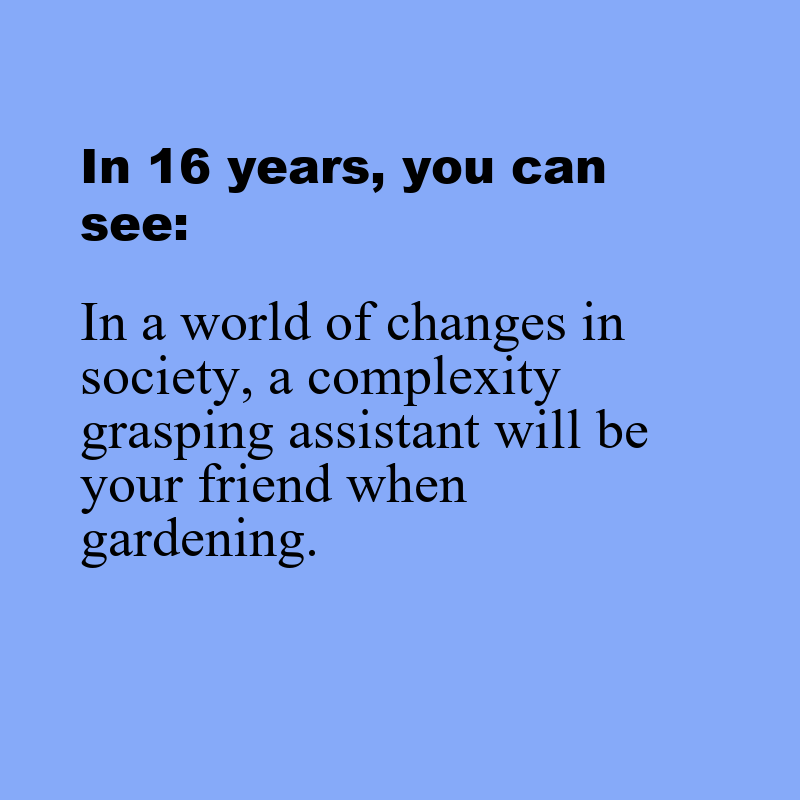 In 16 years, you can
see:
In a world of changes in
society, a complexity
grasping assistant will be
your friend when
gardening.